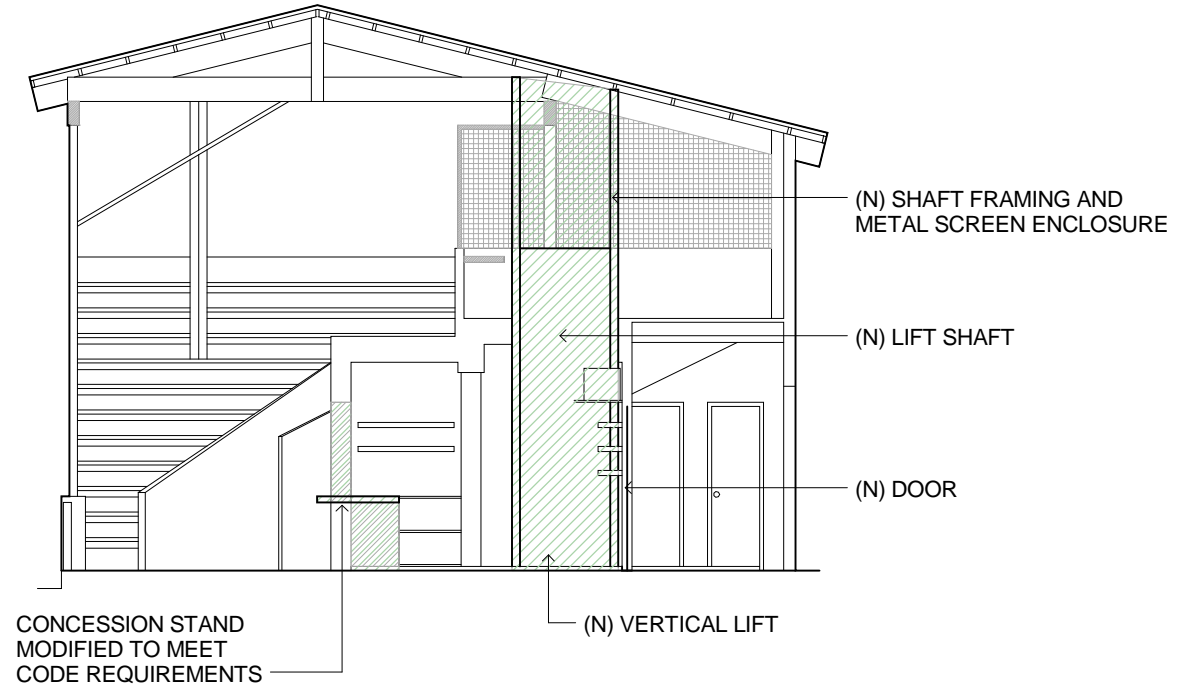 (N) SHAFT FRAMING AND
METAL SCREEN ENCLOSURE
(N) LIFT SHAFT
(N) DOOR
(N) VERTICAL LIFT
CONCESSION STAND
MODIFIED TO MEET
CODE REQUIREMENTS